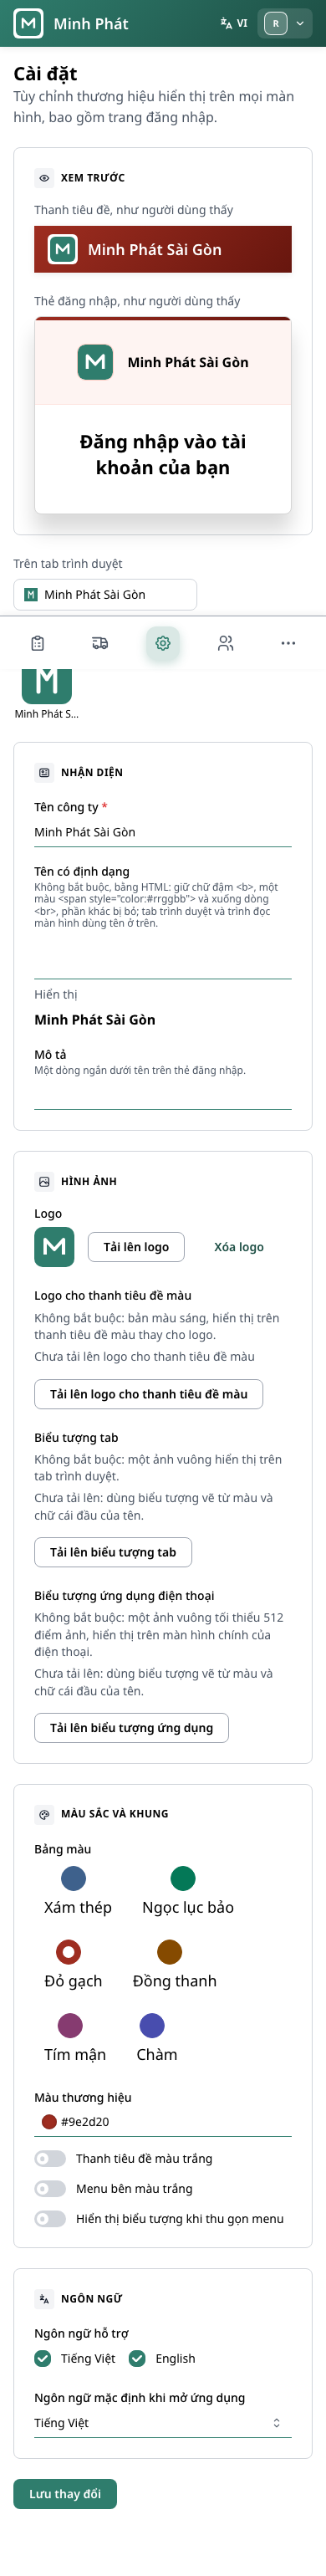 Minh Phát
VI
R
Cài đặt
Tùy chỉnh thương hiệu hiển thị trên mọi màn
hình, bao gồm trang đăng nhập.
XEM TRƯỚC
Thanh tiêu đề, như người dùng thấy
Minh Phát Sài Gòn
Thẻ đăng nhập, như người dùng thấy
Minh Phát Sài Gòn
Đăng nhập vào tài
khoản của bạn
Trên tab trình duyệt
Minh Phát Sài Gòn
Minh Phát S...
NHẬN DIỆN
Tên công ty *
Minh Phát Sài Gòn
Tên có định dạng
Không bắt buộc, bằng HTML: giữ chữ đậm <b>, một
màu <span style="color:#rrggbb"> và xuống dòng
<br>, phần khác bị bỏ; tab trình duyệt và trình đọc
màn hình dùng tên ở trên.
Hiển thị
Minh Phát Sài Gòn
Mô tả
Một dòng ngắn dưới tên trên thẻ đăng nhập.
HÌNH ẢNH
Logo
Tải lên logo
Xóa logo
Logo cho thanh tiêu đề màu
Không bắt buộc: bản màu sáng, hiển thị trên
thanh tiêu đề màu thay cho logo.
Chưa tải lên logo cho thanh tiêu đề màu
Tải lên logo cho thanh tiêu đề màu
Biểu tượng tab
Không bắt buộc: một ảnh vuông hiển thị trên
tab trình duyệt.
Chưa tải lên: dùng biểu tượng vẽ từ màu và
chữ cái đầu của tên.
Tải lên biểu tượng tab
Biểu tượng ứng dụng điện thoại
Không bắt buộc: một ảnh vuông tối thiểu 512
điểm ảnh, hiển thị trên màn hình chính của
điện thoại.
Chưa tải lên: dùng biểu tượng vẽ từ màu và
chữ cái đầu của tên.
Tải lên biểu tượng ứng dụng
MÀU SẮC VÀ KHUNG
Bảng màu
Xám thép
Ngọc lục bảo
Đỏ gạch
Đồng thanh
Tím mận
Chàm
Màu thương hiệu
#9e2d20
Thanh tiêu đề màu trắng
Menu bên màu trắng
Hiển thị biểu tượng khi thu gọn menu
NGÔN NGỮ
Ngôn ngữ hỗ trợ
Tiếng Việt
English
Ngôn ngữ mặc định khi mở ứng dụng
Tiếng Việt
Lưu thay đổi